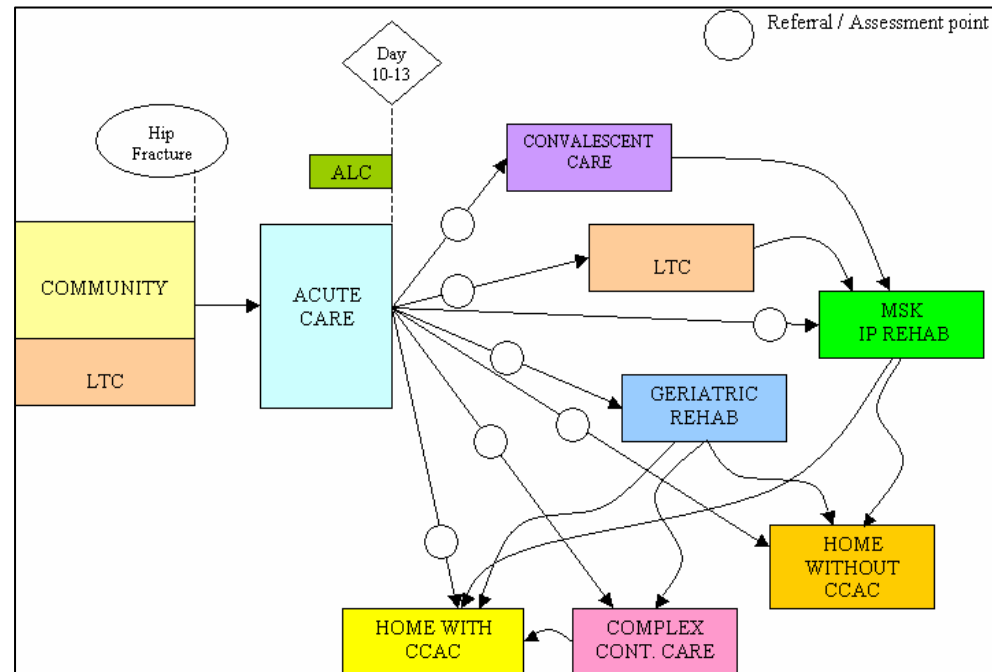 Referral / Assessment point
Day
10-13
Hip
Fracture
CONVALESCENT
CARE
ALC
COMMUNITY
LTC
ACUTE
CARE
LTC
MSK
IP REHAB
GERIATRIC
REHAB
HOME
WITHOUT
CCAC
HOME WITH
CCAC
COMPLEX
CONT. CARE